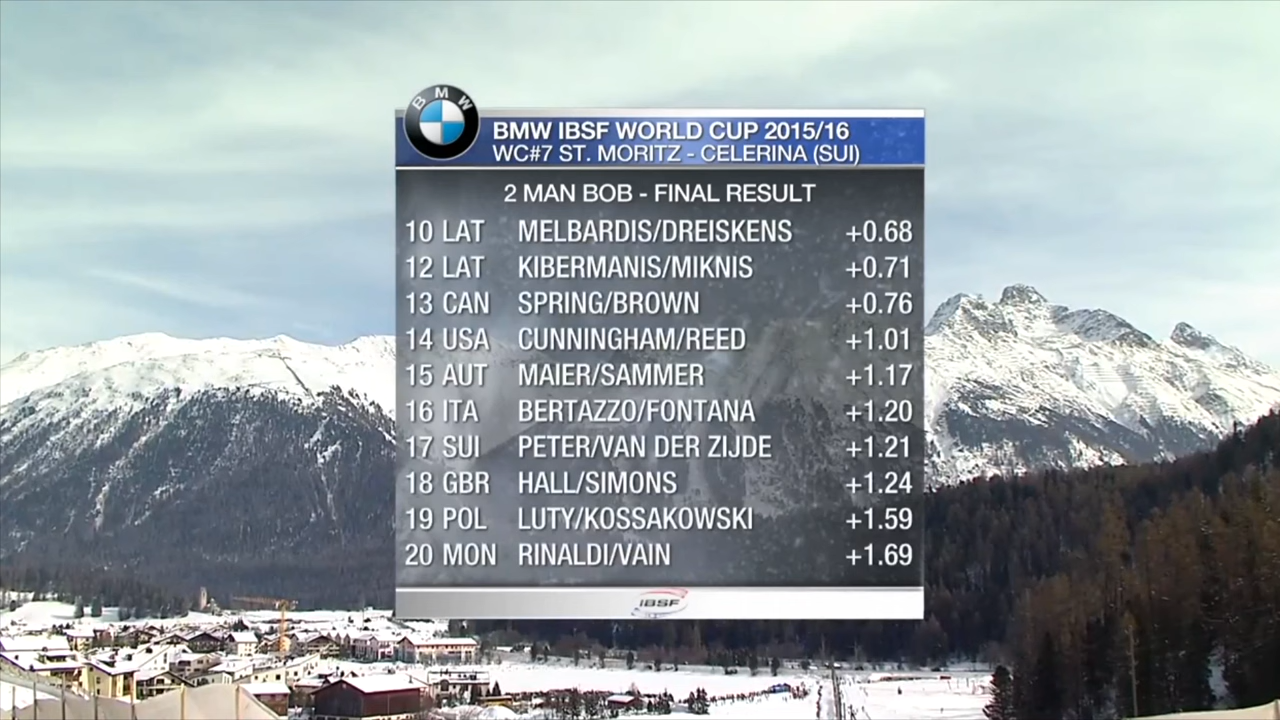 BMW
BMW IBSF WORLD CUP 2015/16
WC#7 ST. MORITZ - CELERINA (SUI)
2 MAN BOB - FINAL RESULT
10 LAT MELBARDIS/DREISKENS +0.68
12 LAT KIBERMANIS/MIKNIS +0.71
13 CAN SPRING/BROWN +0.76
14 USA CUNNINGHAM/REED +1.01
15 AUT MAIER/SAMMER +1.17
16 ITA BERTAZZO/FONTANA +1.20
17 SUI PETER/VAN DER ZIJDE +1.21
18 GBR HALL/SIMONS +1.24
19 POL LUTY/KOSSAKOWSKI +1.59
20 MON RINALDI/VAIN +1.69
IBSF